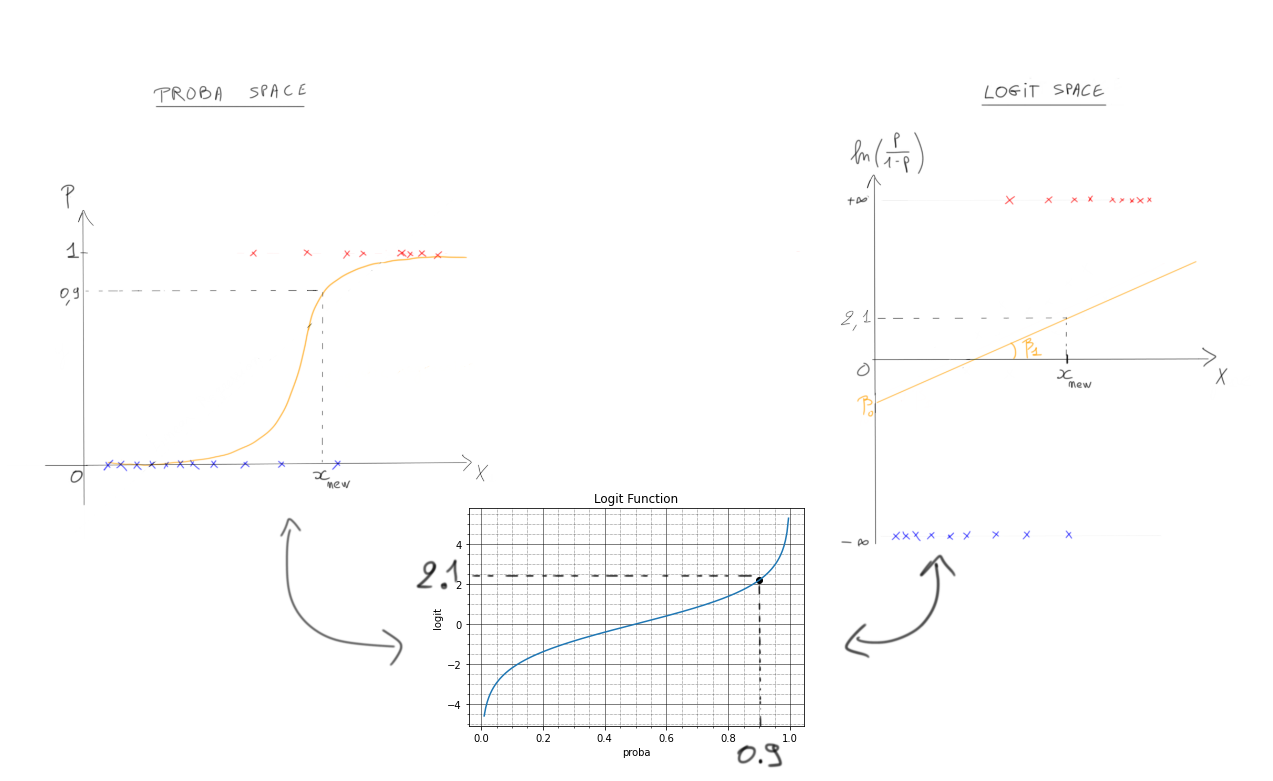 PROBA SPACE
P
1
0,9
0
x new
X
LOGIT SPACE
ln(p/1-p)
+∞
2,1
0
β₁
x new
X
β₀
-∞
Logit Function
2.1
logit
4
2
0
−2
−4
0.0 0.2 0.4 0.6 0.8 1.0
proba
0.9